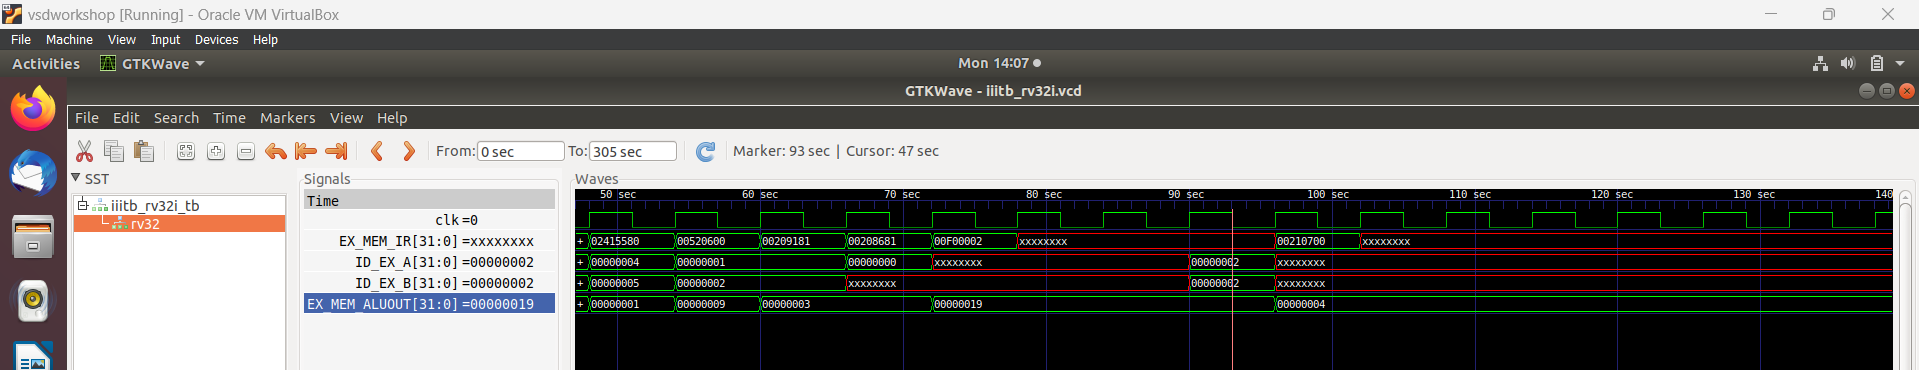 vsdworkshop [Running] - Oracle VM VirtualBox
File Machine View Input Devices Help
Activities GTKWave Mon 14:07
GTKWave - iiitb_rv32i.vcd
File Edit Search Time Markers View Help
From: 0 sec To: 305 sec Marker: 93 sec | Cursor: 47 sec
SST
iiitb_rv32i_tb
rv32
Signals
Time
clk =0
EX_MEM_IR[31:0] =xxxxxxxx
ID_EX_A[31:0] =00000002
ID_EX_B[31:0] =00000002
EX_MEM_ALUOUT[31:0] =00000019
Waves
50 sec 60 sec 70 sec 80 sec 90 sec 100 sec 110 sec 120 sec 130 sec 140
+ 02415580 00520600 00209181 00208681 00F00002 xxxxxxxx 00210700 xxxxxxxx
+ 00000004 00000001 00000000 xxxxxxxx 00000002 xxxxxxxx
+ 00000005 00000002 xxxxxxxx 00000002 xxxxxxxx
+ 00000001 00000009 00000003 00000019 00000004